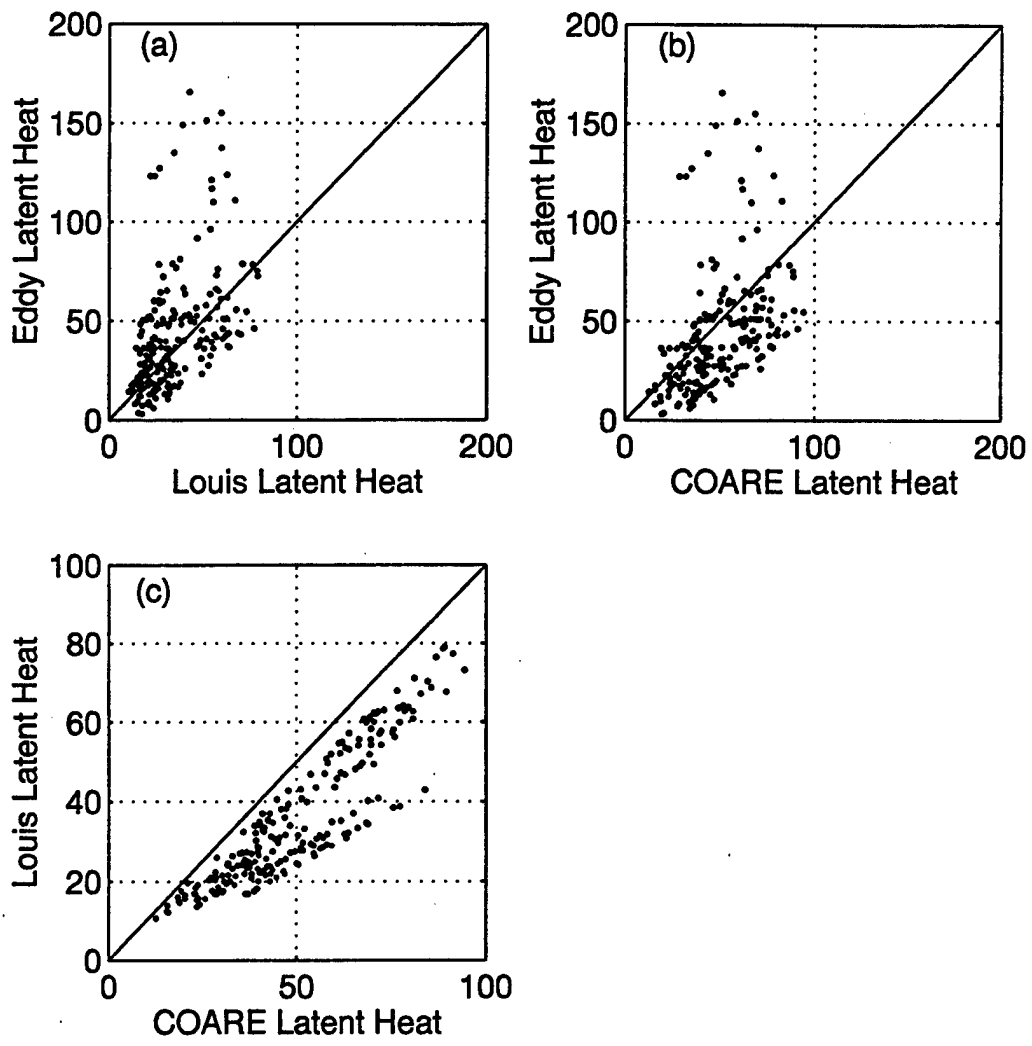 (a)
200
150
100
50
0
0 100 200
Eddy Latent Heat
Louis Latent Heat
(b)
200
150
100
50
0
0 100 200
Eddy Latent Heat
COARE Latent Heat
(c)
100
80
60
40
20
0
0 50 100
Louis Latent Heat
COARE Latent Heat